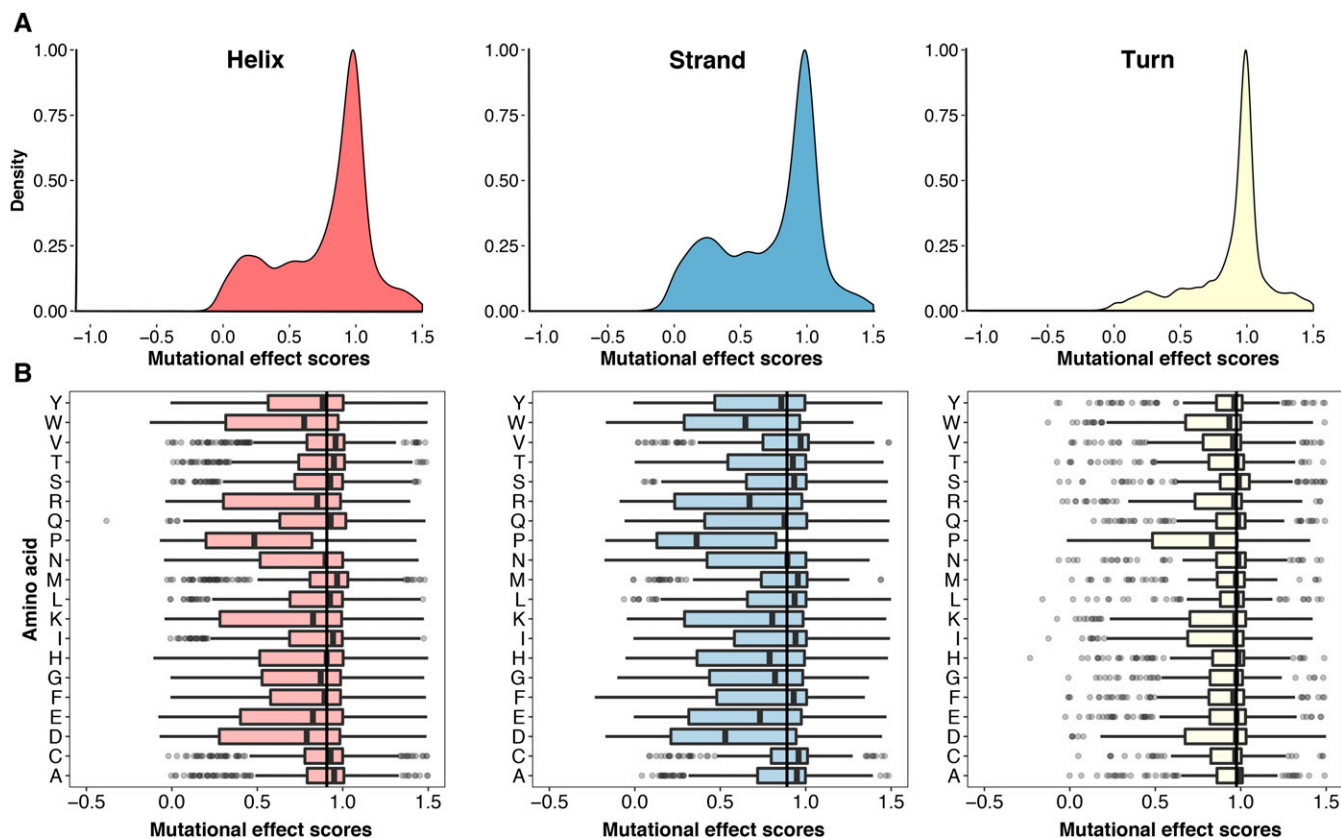 A
Helix
Strand
Turn
Density
1.00
0.75
0.50
0.25
0.00
1.00
0.75
0.50
0.25
0.00
1.00
0.75
0.50
0.25
0.00
−1.0 −0.5 0.0 0.5 1.0 1.5
−1.0 −0.5 0.0 0.5 1.0 1.5
−1.0 −0.5 0.0 0.5 1.0 1.5
Mutational effect scores
Mutational effect scores
Mutational effect scores
B
Amino acid
Y
W
V
T
S
R
Q
P
N
M
L
K
I
H
G
F
E
D
C
A
Y
W
V
T
S
R
Q
P
N
M
L
K
I
H
G
F
E
D
C
A
Y
W
V
T
S
R
Q
P
N
M
L
K
I
H
G
F
E
D
C
A
−0.5 0.0 0.5 1.0 1.5
−0.5 0.0 0.5 1.0 1.5
−0.5 0.0 0.5 1.0 1.5
Mutational effect scores
Mutational effect scores
Mutational effect scores